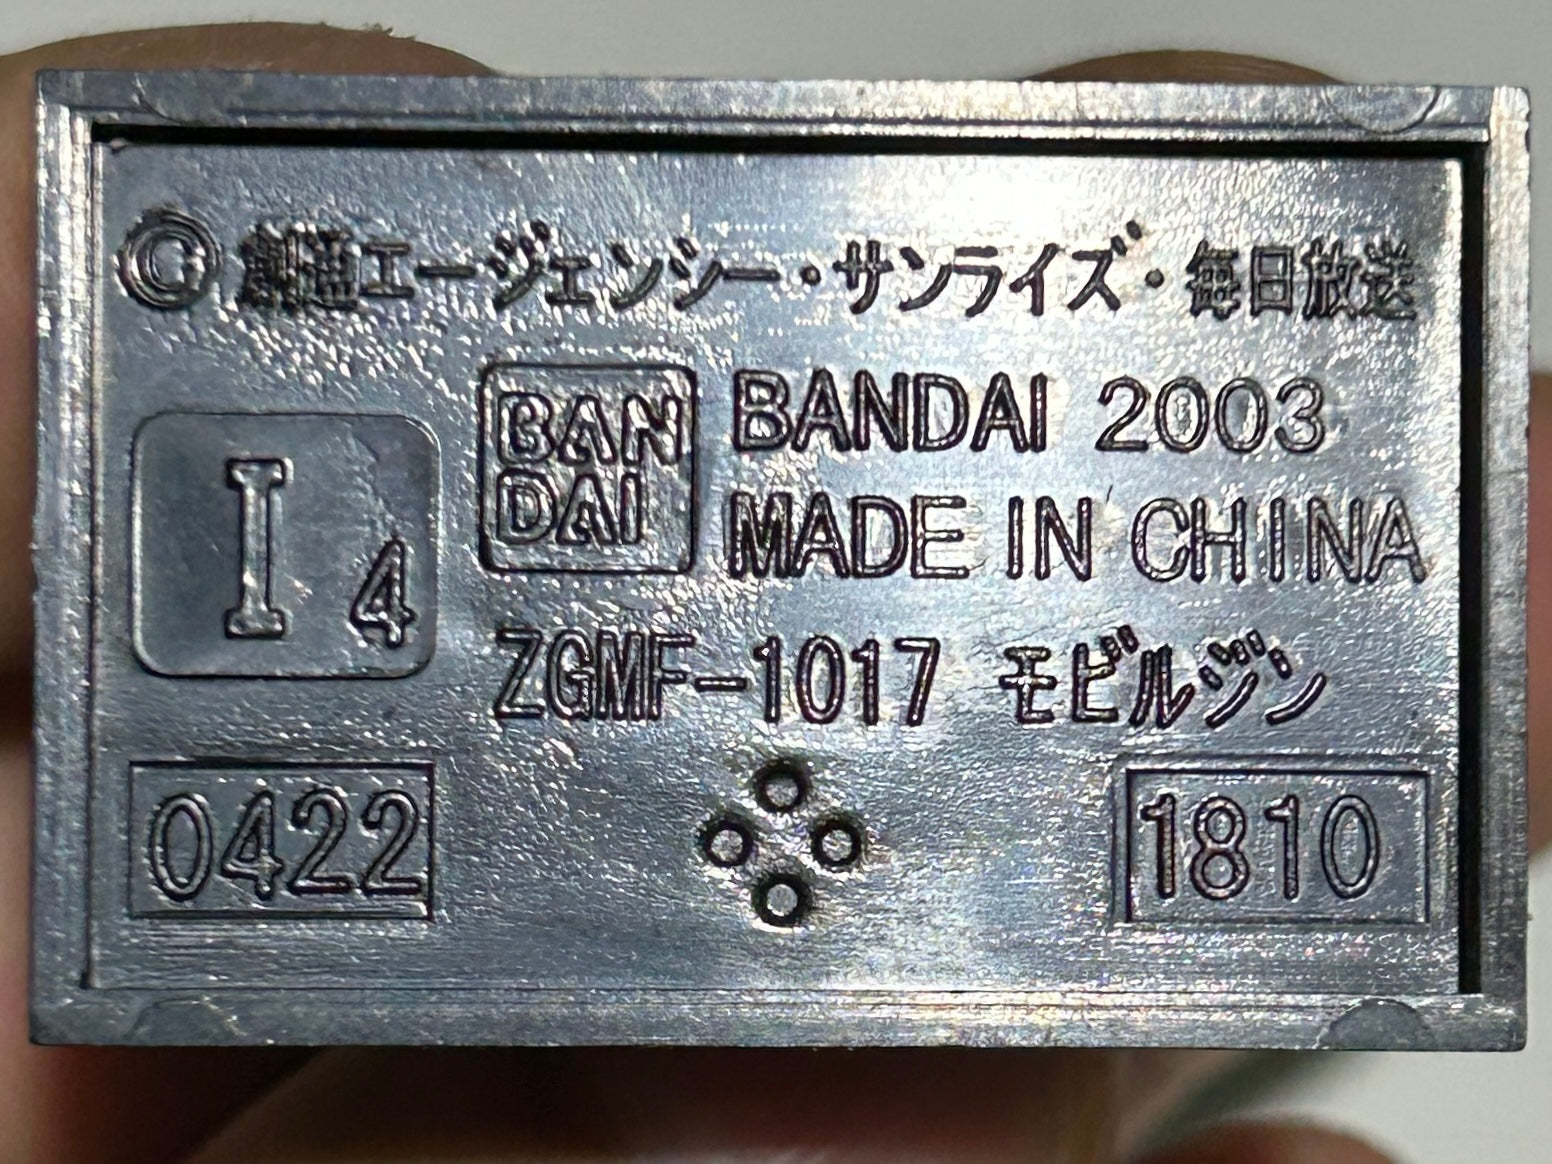 ©創通エージェンシー・サンライズ・毎日放送
BAN
DAI
BANDAI 2003
MADE IN CHINA
I 4
ZGMF-1017 モビルジン
0422
1810